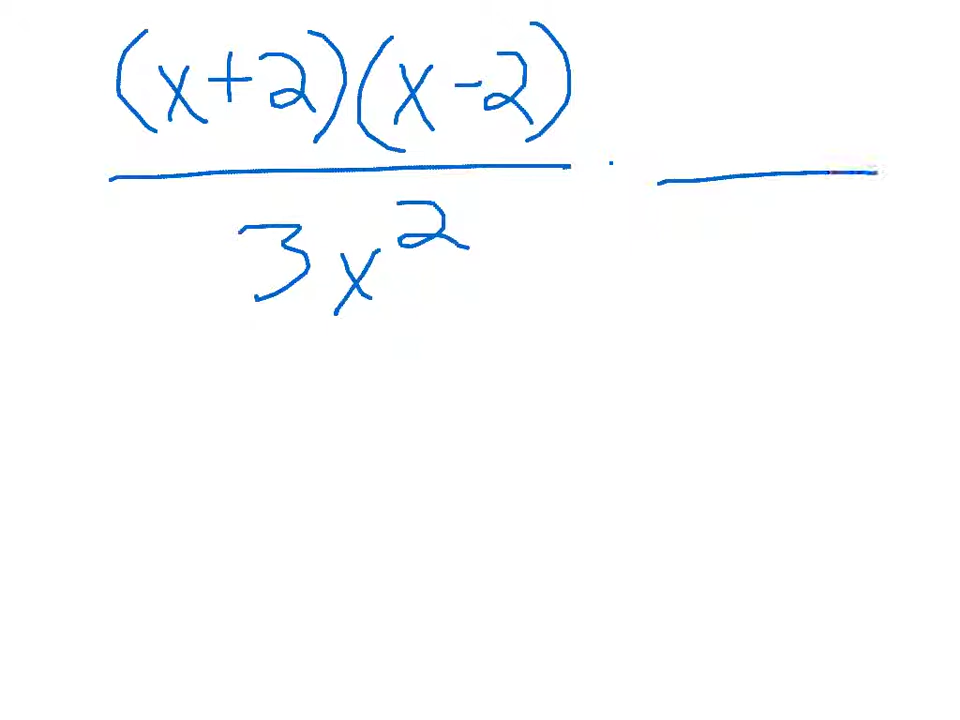 (x+2)(x-2) ·
3x²